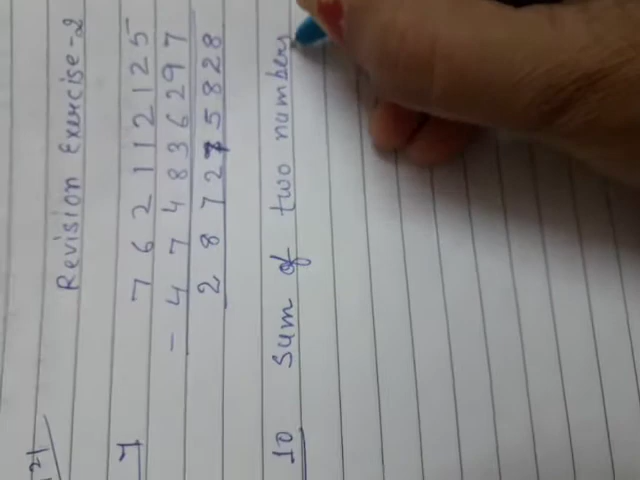 Revision Exercise-2
7 6 2 1 1 2 1 2 5
- 4 7 4 8 3 6 2 9 7
2 8 7 2 7 5 8 2 8
10 Sum of two numbers